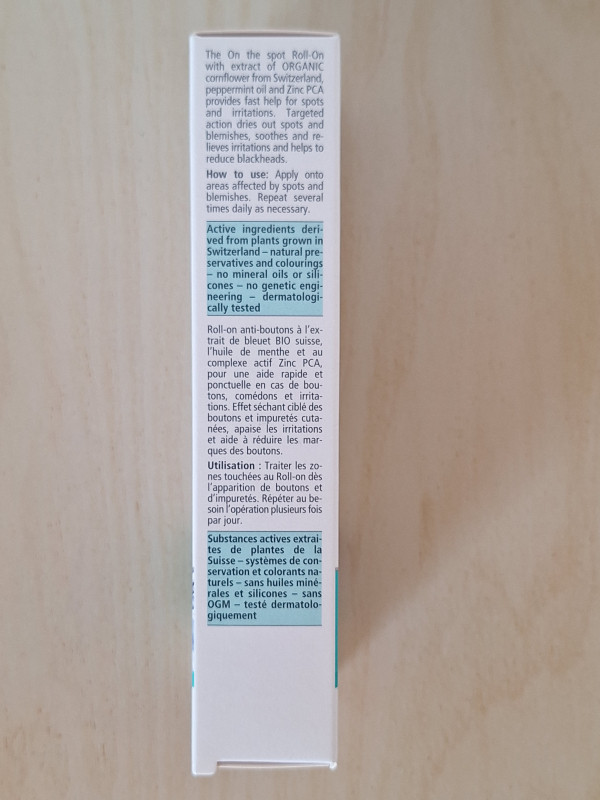 The On the spot Roll-On
with extract of ORGANIC
cornflower from Switzerland,
peppermint oil and Zinc PCA
provides fast help for spots
and irritations. Targeted
action dries out spots and
blemishes, soothes and re-
lieves irritations and helps to
reduce blackheads.
How to use: Apply onto
areas affected by spots and
blemishes. Repeat several
times daily as necessary.
Active ingredients deri-
ved from plants grown in
Switzerland – natural pre-
servatives and colourings
– no mineral oils or sili-
cones – no genetic engi-
neering – dermatologi-
cally tested
Roll-on anti-boutons à l'ex-
trait de bleuet BIO suisse,
l'huile de menthe et au
complexe actif Zinc PCA,
pour une aide rapide et
ponctuelle en cas de bou-
tons, comédons et irrita-
tions. Effet séchant ciblé des
boutons et impuretés cuta-
nées, apaise les irritations
et aide à réduire les mar-
ques des boutons.
Utilisation : Traiter les zo-
nes touchées au Roll-on dès
l'apparition de boutons et
d'impuretés. Répéter au be-
soin l'opération plusieurs fois
par jour.
Substances actives extrai-
tes de plantes de la
Suisse – systèmes de con-
servation et colorants na-
turels – sans huiles miné-
rales et silicones – sans
OGM – testé dermatolo-
giquement